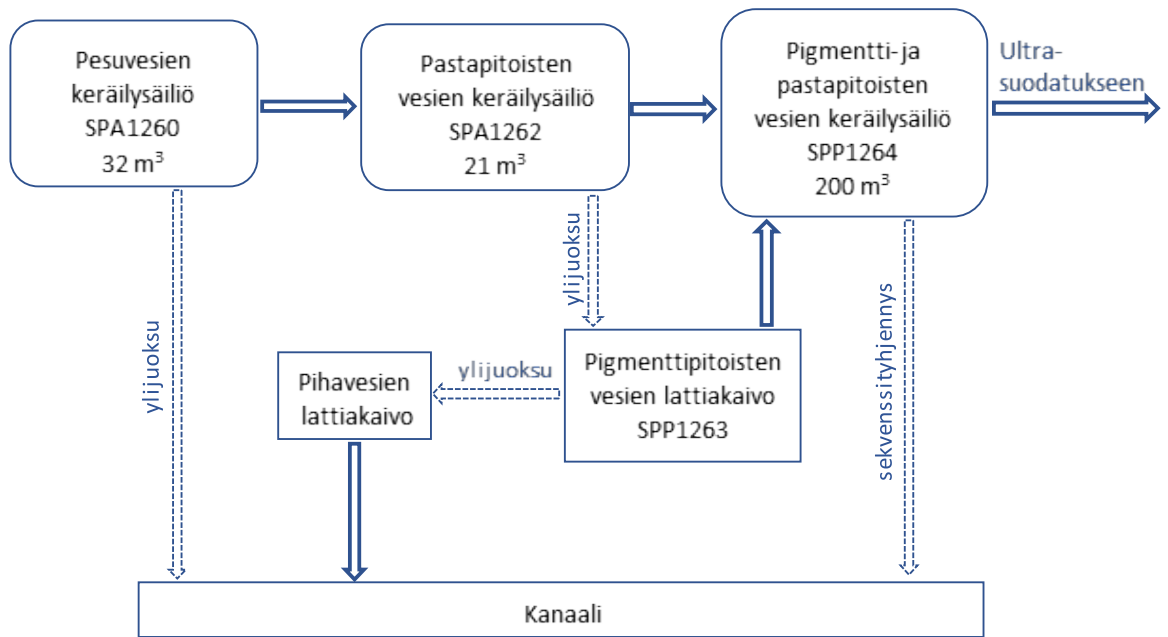 Pesuvesien
keräilysäiliö
SPA1260
32 m³
Pastapitoisten
vesien keräilysäiliö
SPA1262
21 m³
Pigmentti- ja
pastapitoisten
vesien keräilysäiliö
SPP1264
200 m³
Ultra-
suodatukseen
ylijuoksu
ylijuoksu
sekvenssityhjennys
Pihavesien
lattiakaivo
ylijuoksu
Pigmenttipitoisten
vesien lattiakaivo
SPP1263
Kanaali